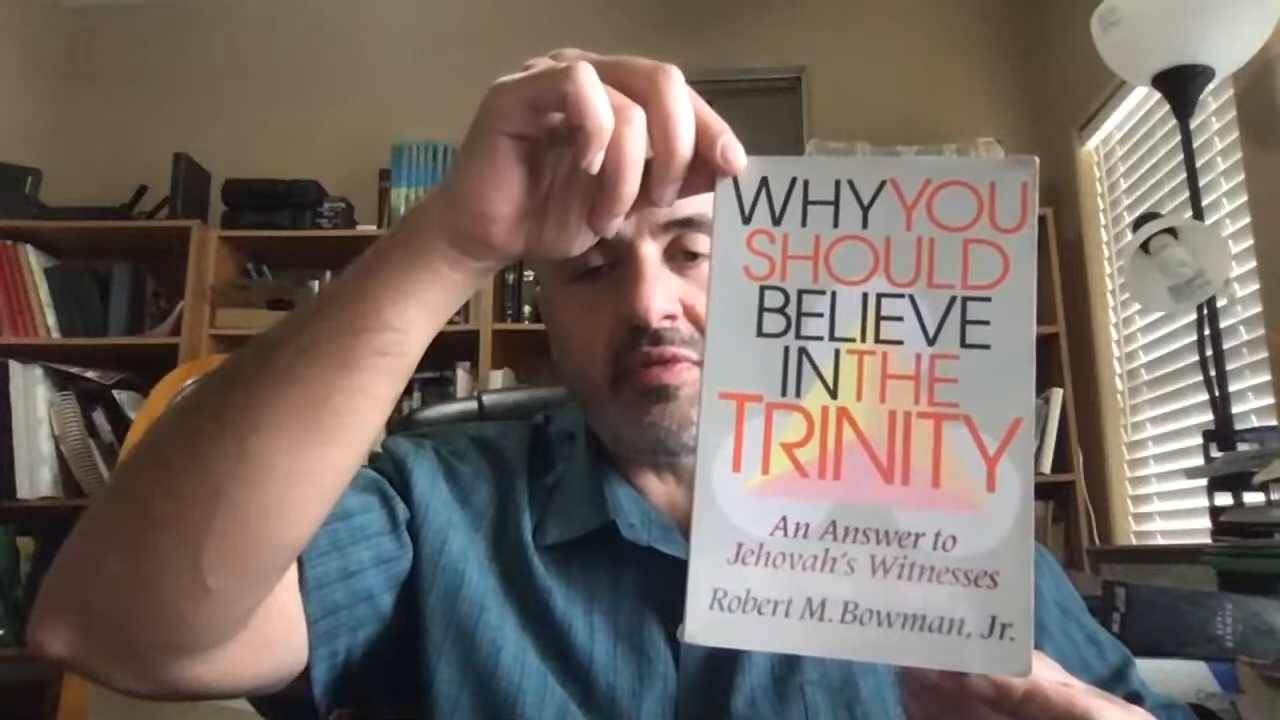 WHY YOU
SHOULD
BELIEVE
IN THE
TRINITY
An Answer to
Jehovah's Witnesses
Robert M. Bowman, Jr.